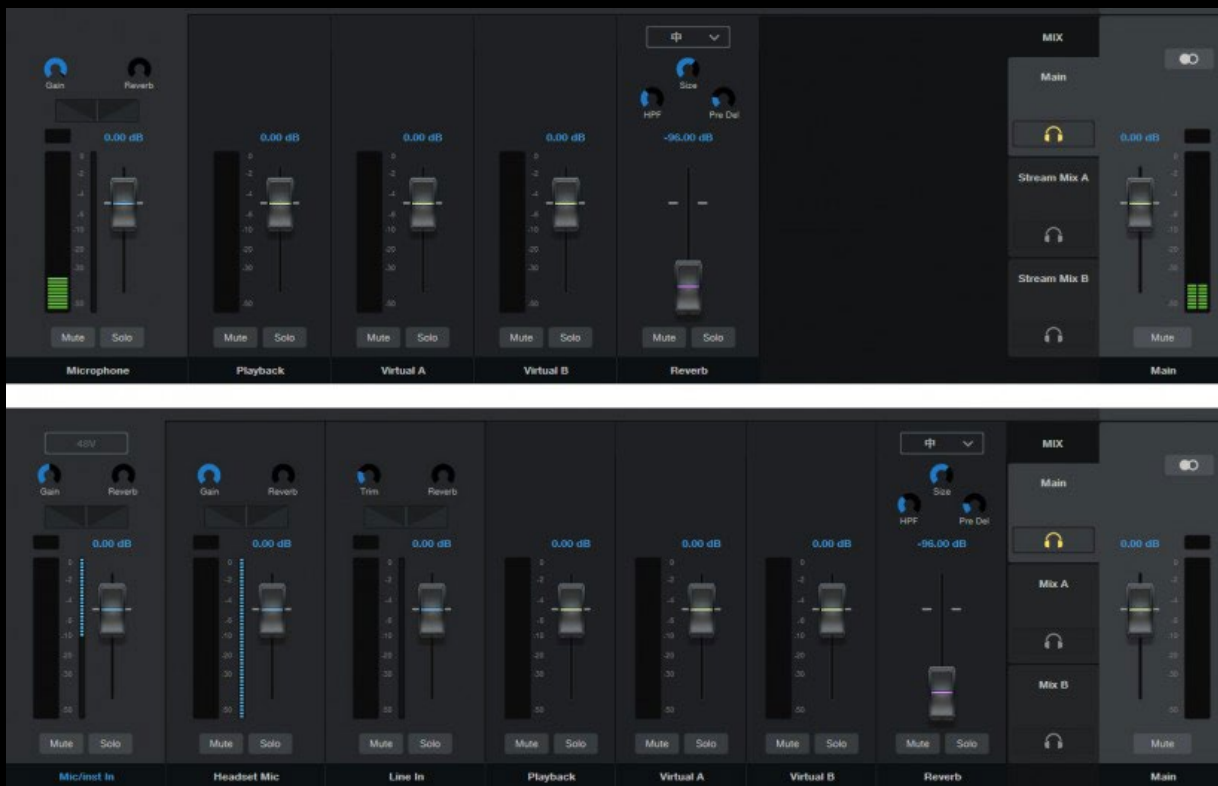 中 MIX
Gain Reverb Size Main
HPF Pre Del
0.00 dB 0.00 dB 0.00 dB 0.00 dB -96.00 dB 0.00 dB
Stream Mix A
Stream Mix B
Mute Solo Mute Solo Mute Solo Mute Solo Mute Solo Mute
Microphone Playback Virtual A Virtual B Reverb Main
48V 中 MIX
Gain Reverb Gain Reverb Trim Reverb Size Main
HPF Pre Del
0.00 dB 0.00 dB 0.00 dB 0.00 dB 0.00 dB 0.00 dB -96.00 dB 0.00 dB
Mix A
Mix B
Mute Solo Mute Solo Mute Solo Mute Solo Mute Solo Mute Solo Mute Solo Mute
Mic/inst In Headset Mic Line In Playback Virtual A Virtual B Reverb Main